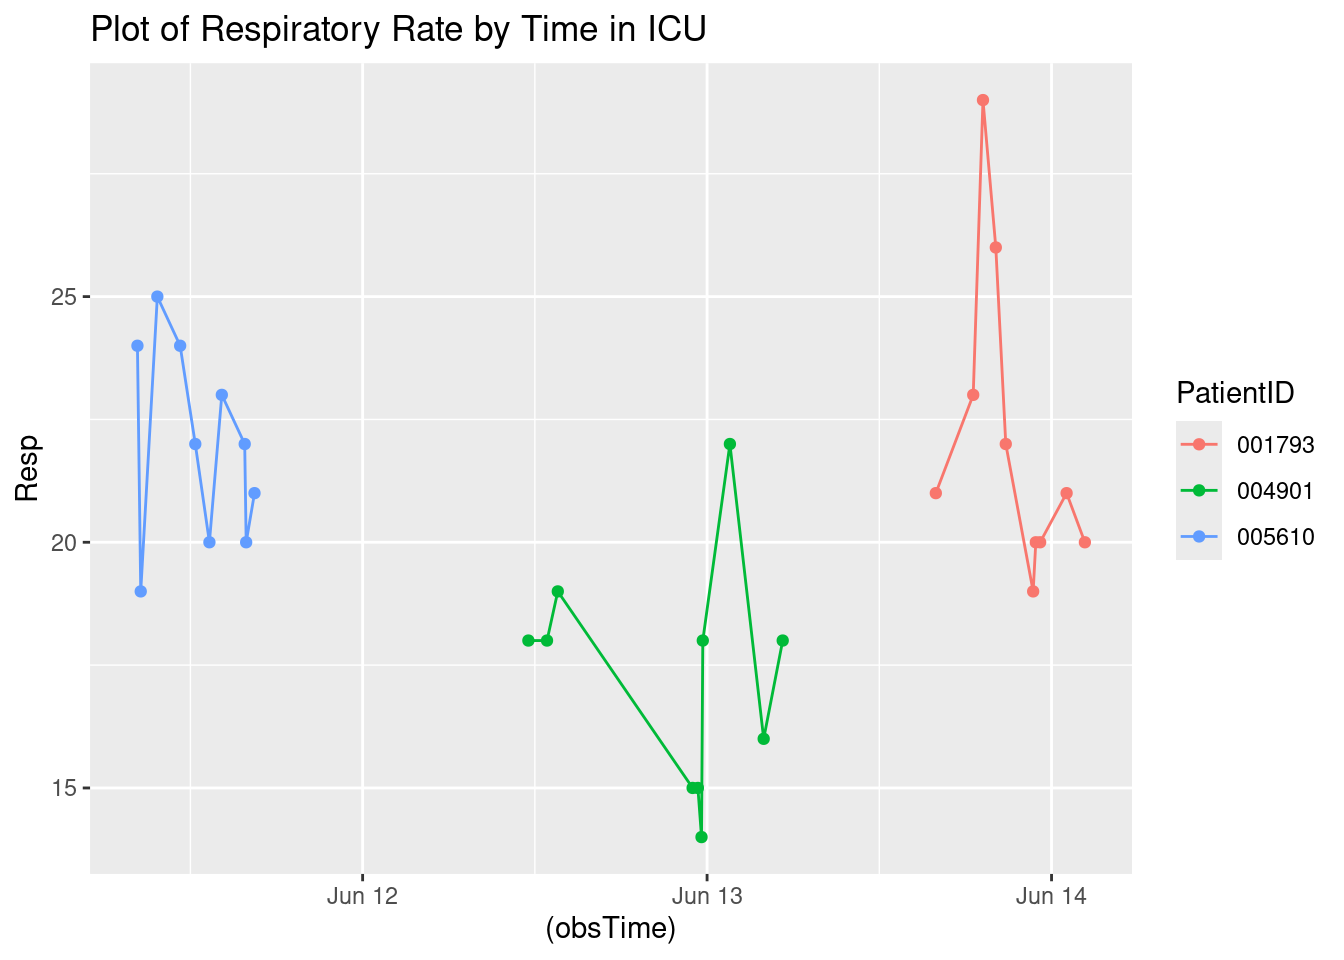 Plot of Respiratory Rate by Time in ICU
Resp
25
20
15
Jun 12
Jun 13
Jun 14
(obsTime)
PatientID
001793
004901
005610